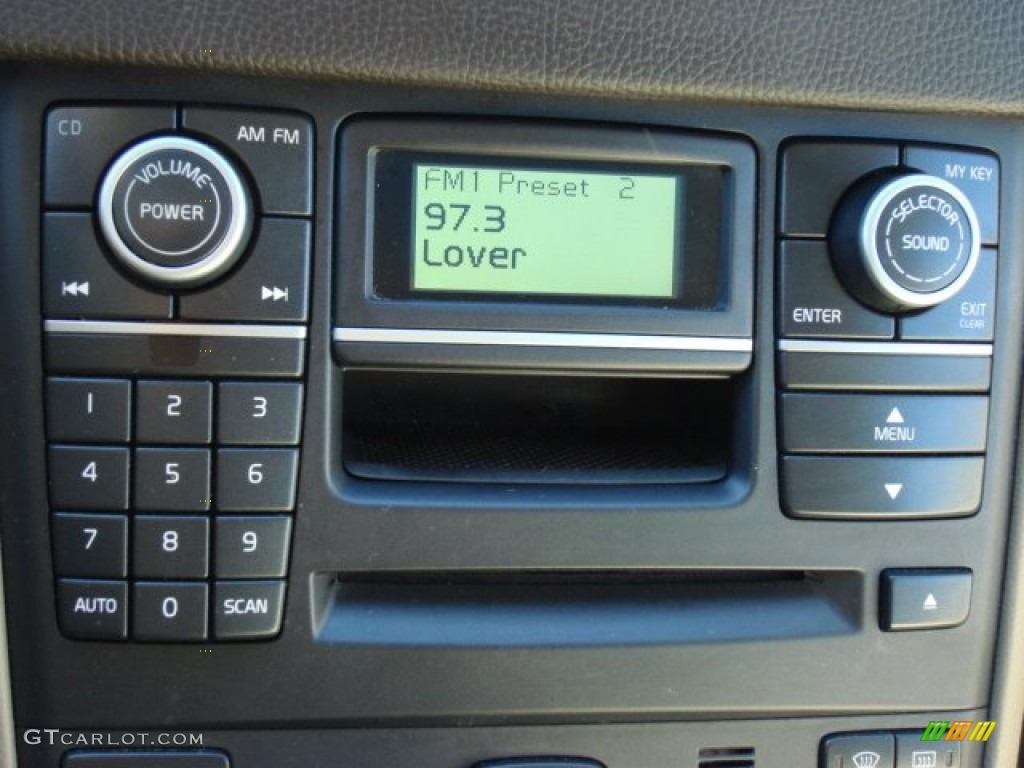 CD
AM FM
VOLUME
POWER
FM1 Preset 2
97.3
Lover
MY KEY
SELECTOR
SOUND
ENTER
EXIT
CLEAR
1 2 3
4 5 6
7 8 9
AUTO 0 SCAN
MENU
GTCARLOT.COM